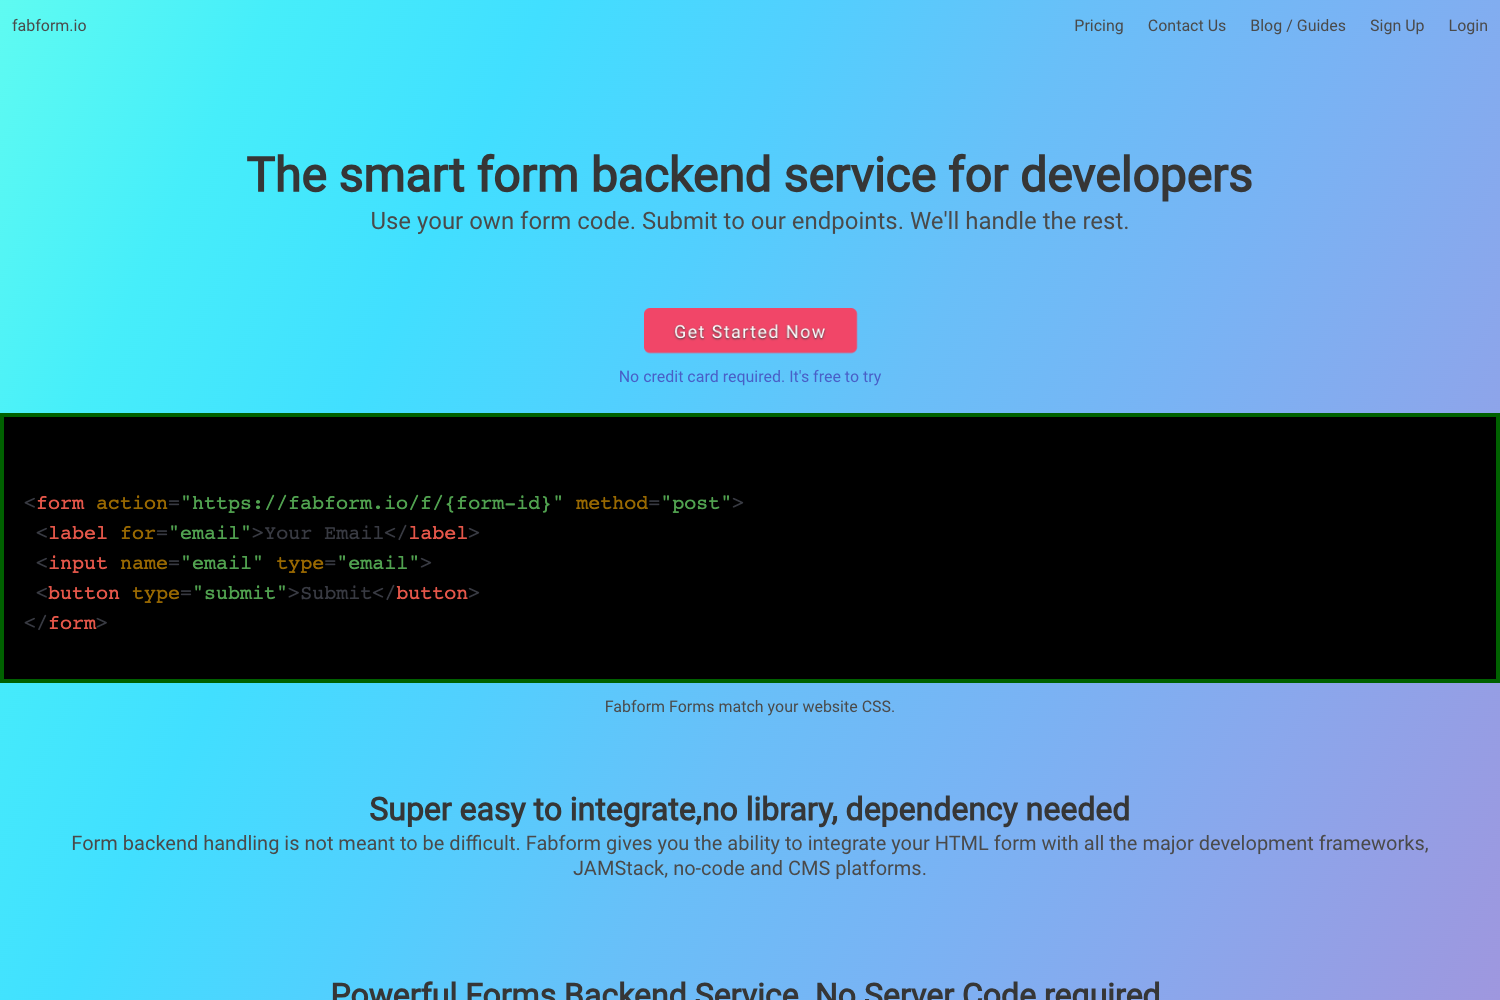 fabform.io
Pricing Contact Us Blog / Guides Sign Up Login
The smart form backend service for developers
Use your own form code. Submit to our endpoints. We'll handle the rest.
Get Started Now
No credit card required. It's free to try
<form action="https://fabform.io/f/{form-id}" method="post">
<label for="email">Your Email</label>
<input name="email" type="email">
<button type="submit">Submit</button>
</form>
Fabform Forms match your website CSS.
Super easy to integrate,no library, dependency needed
Form backend handling is not meant to be difficult. Fabform gives you the ability to integrate your HTML form with all the major development frameworks,
JAMStack, no-code and CMS platforms.
Powerful Forms Backend Service. No Server Code required